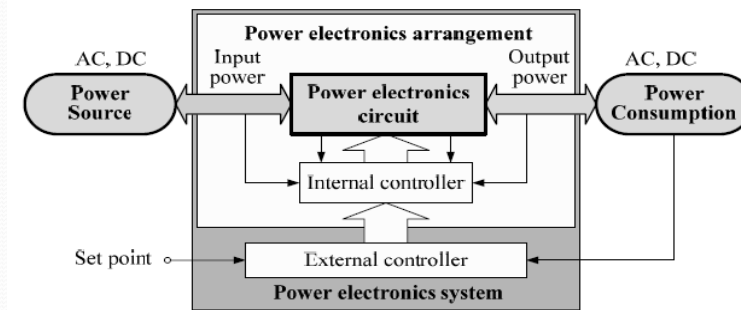 Power electronics arrangement
AC, DC
Input
power
Output
power
AC, DC
Power
Source
Power electronics
circuit
Power
Consumption
Internal controller
Set point
External controller
Power electronics system